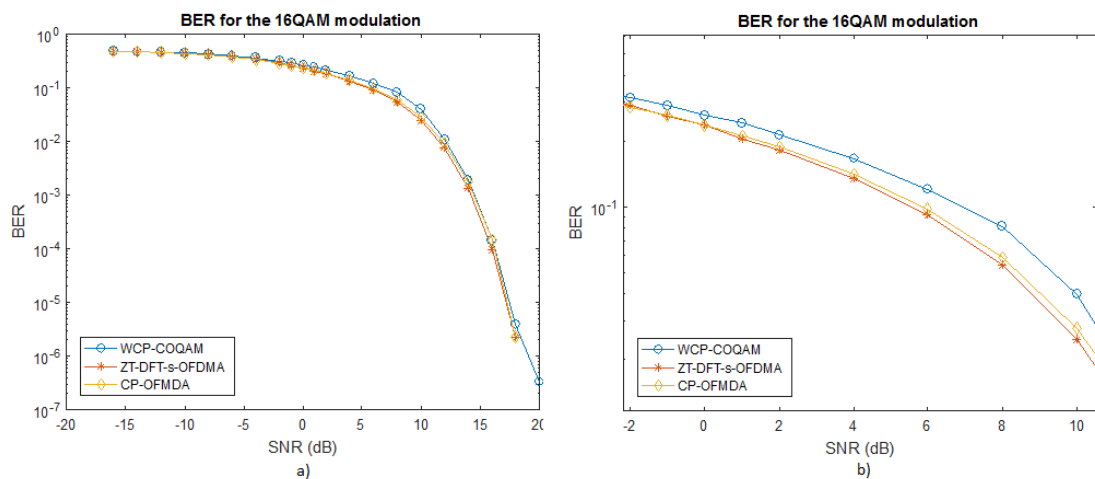 BER for the 16QAM modulation
10^0
10^-1
10^-2
10^-3
10^-4
10^-5
10^-6
10^-7
BER
WCP-COQAM
ZT-DFT-s-OFDMA
CP-OFMDA
-20 -15 -10 -5 0 5 10 15 20
SNR (dB)
a)
BER for the 16QAM modulation
10^-1
BER
WCP-COQAM
ZT-DFT-s-OFDMA
CP-OFMDA
-2 0 2 4 6 8 10
SNR (dB)
b)